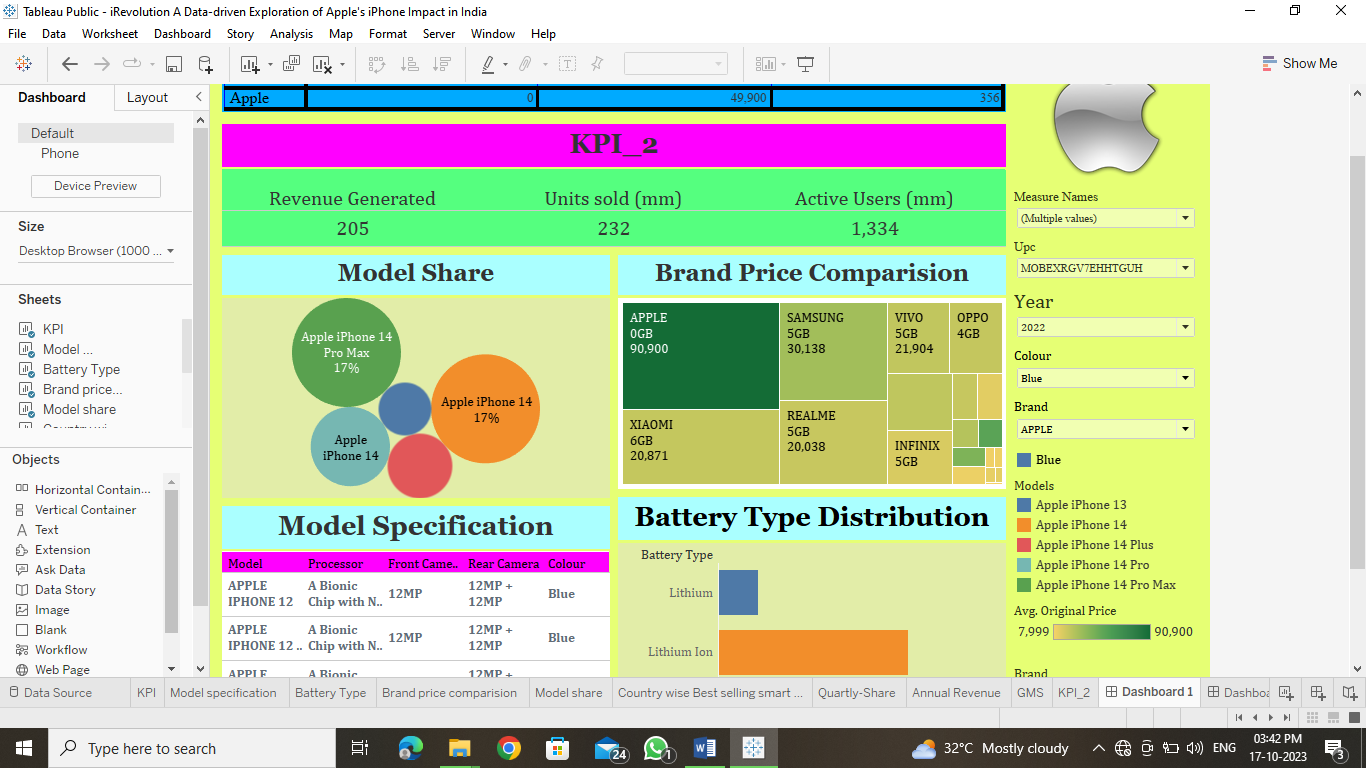 Tableau Public - iRevolution A Data-driven Exploration of Apple's iPhone Impact in India
File Data Worksheet Dashboard Story Analysis Map Format Server Window Help
Show Me
Dashboard Layout
Default
Phone
Device Preview
Size
Desktop Browser (1000 ...
Sheets
KPI
Model ...
Battery Type
Brand price...
Model share
Objects
Horizontal Contain...
Vertical Container
Text
Extension
Ask Data
Data Story
Image
Blank
Workflow
Web Page
Apple 0 49,900 356
KPI_2
Revenue Generated Units sold (mm) Active Users (mm)
205 232 1,334
Model Share
Apple iPhone 14
Pro Max
17%
Apple iPhone 14
17%
Apple
iPhone 14
Brand Price Comparision
APPLE
0GB
90,900
SAMSUNG
5GB
30,138
VIVO
5GB
21,904
OPPO
4GB
XIAOMI
6GB
20,871
REALME
5GB
20,038
INFINIX
5GB
Model Specification
Model Processor Front Came.. Rear Camera Colour
APPLE IPHONE 12 A Bionic Chip with N.. 12MP 12MP + 12MP Blue
APPLE IPHONE 12 .. A Bionic Chip with N.. 12MP 12MP + 12MP Blue
APPLE A Bionic 12MP +
Battery Type Distribution
Battery Type
Lithium
Lithium Ion
Measure Names
(Multiple values)
Upc
MOBEXRGV7EHHTGUH
Year
2022
Colour
Blue
Brand
APPLE
Blue
Models
Apple iPhone 13
Apple iPhone 14
Apple iPhone 14 Plus
Apple iPhone 14 Pro
Apple iPhone 14 Pro Max
Avg. Original Price
7,999 90,900
Brand
Data Source KPI Model specification Battery Type Brand price comparision Model share Country wise Best selling smart ... Quartly-Share Annual Revenue GMS KPI_2 Dashboard 1 Dashboa
Type here to search
24
1
32°C Mostly cloudy
ENG
03:42 PM
17-10-2023
3